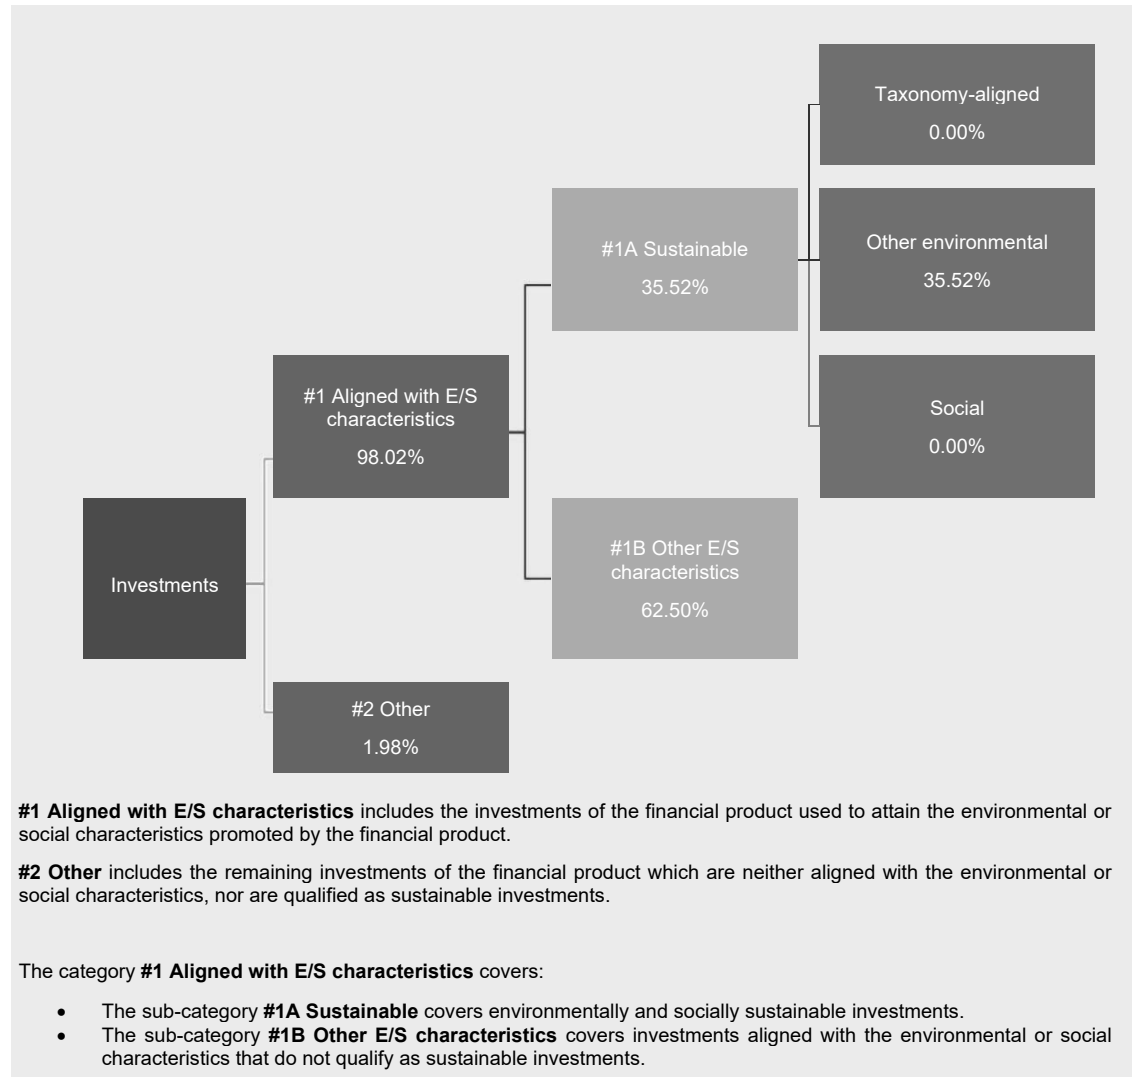 Taxonomy-aligned
0.00%
#1A Sustainable
35.52%
Other environmental
35.52%
#1 Aligned with E/S
characteristics
98.02%
Social
0.00%
Investments
#1B Other E/S
characteristics
62.50%
#2 Other
1.98%
#1 Aligned with E/S characteristics includes the investments of the financial product used to attain the environmental or
social characteristics promoted by the financial product.
#2 Other includes the remaining investments of the financial product which are neither aligned with the environmental or
social characteristics, nor are qualified as sustainable investments.
The category #1 Aligned with E/S characteristics covers:
• The sub-category #1A Sustainable covers environmentally and socially sustainable investments.
• The sub-category #1B Other E/S characteristics covers investments aligned with the environmental or social
characteristics that do not qualify as sustainable investments.